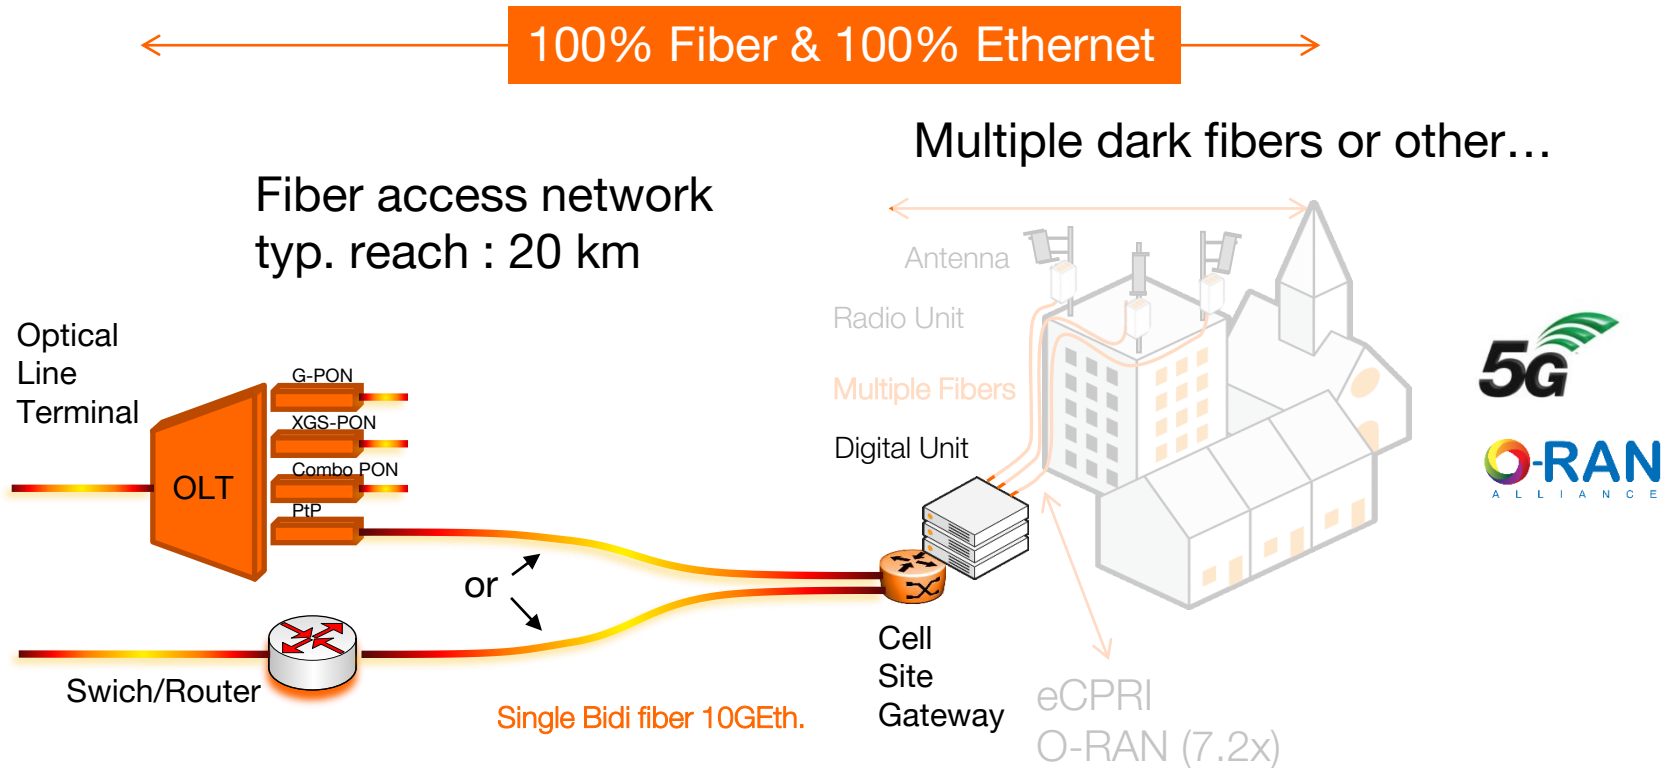 100% Fiber & 100% Ethernet
Multiple dark fibers or other…
Fiber access network
typ. reach : 20 km
Antenna
Radio Unit
Multiple Fibers
Digital Unit
Optical
Line
Terminal
G-PON
XGS-PON
Combo PON
PtP
OLT
or
Swich/Router
Single Bidi fiber 10GEth.
Cell
Site
Gateway
eCPRI
O-RAN (7.2x)
5G
O-RAN
ALLIANCE